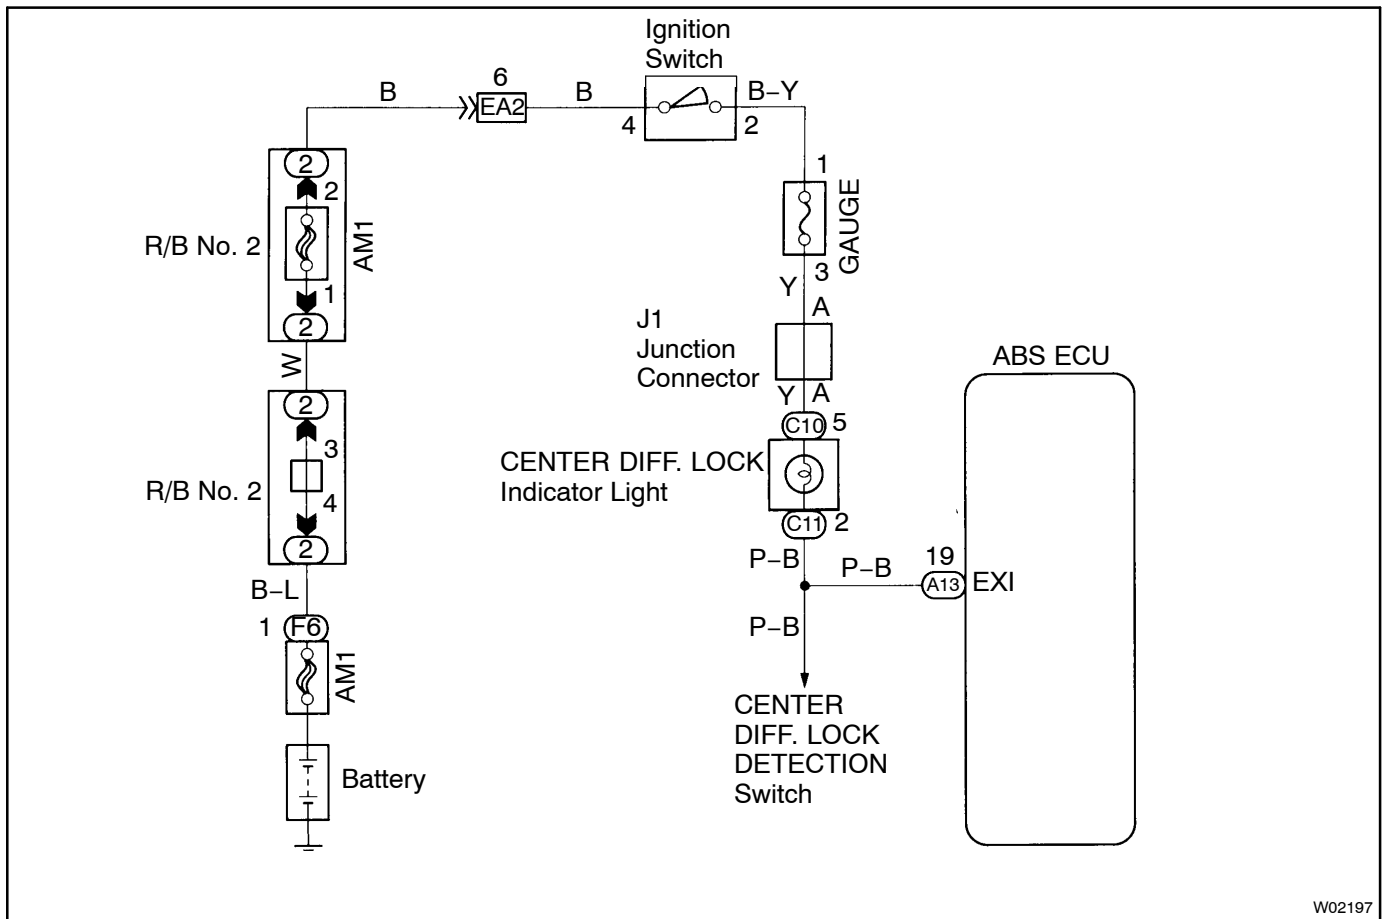 Ignition
Switch
B
6
EA2
B
4
2
B–Y
2
2
R/B No. 2
AM1
1
2
W
2
3
R/B No. 2
4
2
B–L
1
F6
AM1
Battery
1
GAUGE
3
Y
A
J1
Junction
Connector
Y
A
C10
5
CENTER DIFF. LOCK
Indicator Light
C11
2
P–B
P–B
19
A13
EXI
ABS ECU
P–B
CENTER
DIFF. LOCK
DETECTION
Switch
W02197